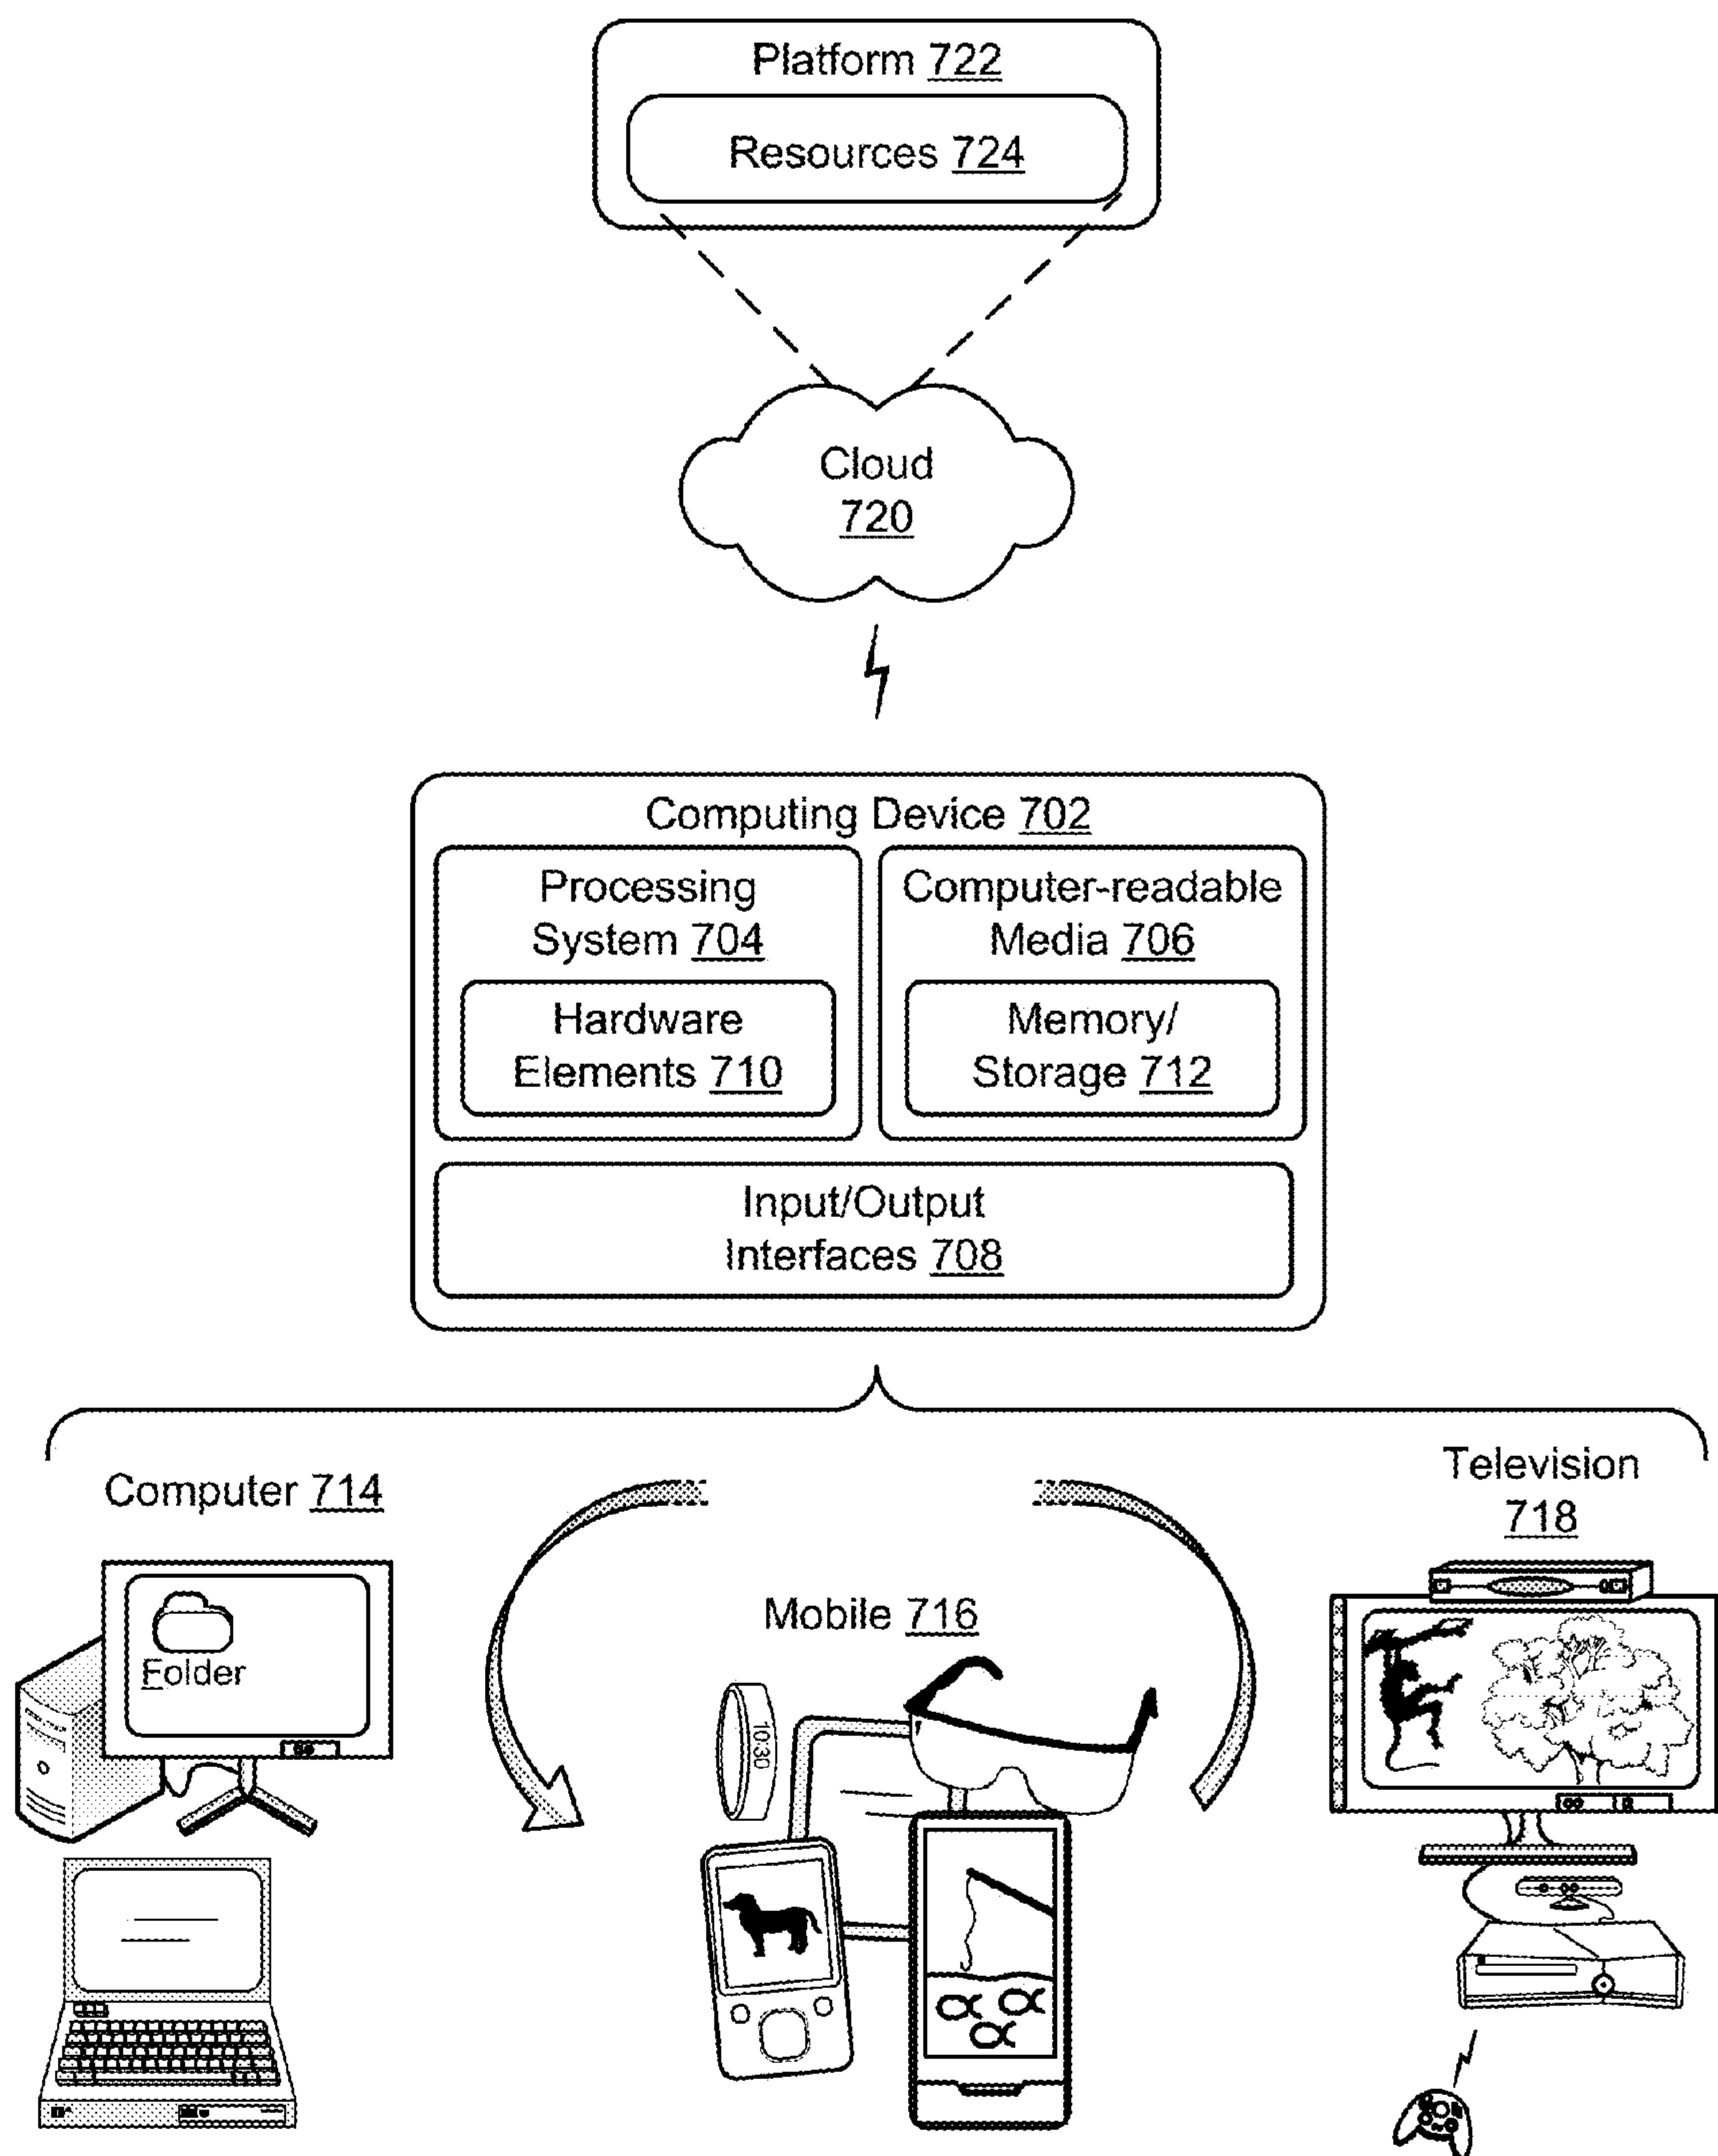 Platform 722
Resources 724
Cloud
720
Computing Device 702
Processing
System 704
Hardware
Elements 710
Computer-readable
Media 706
Memory/
Storage 712
Input/Output
Interfaces 708
Computer 714
Folder
Mobile 716
10:30
Television
718